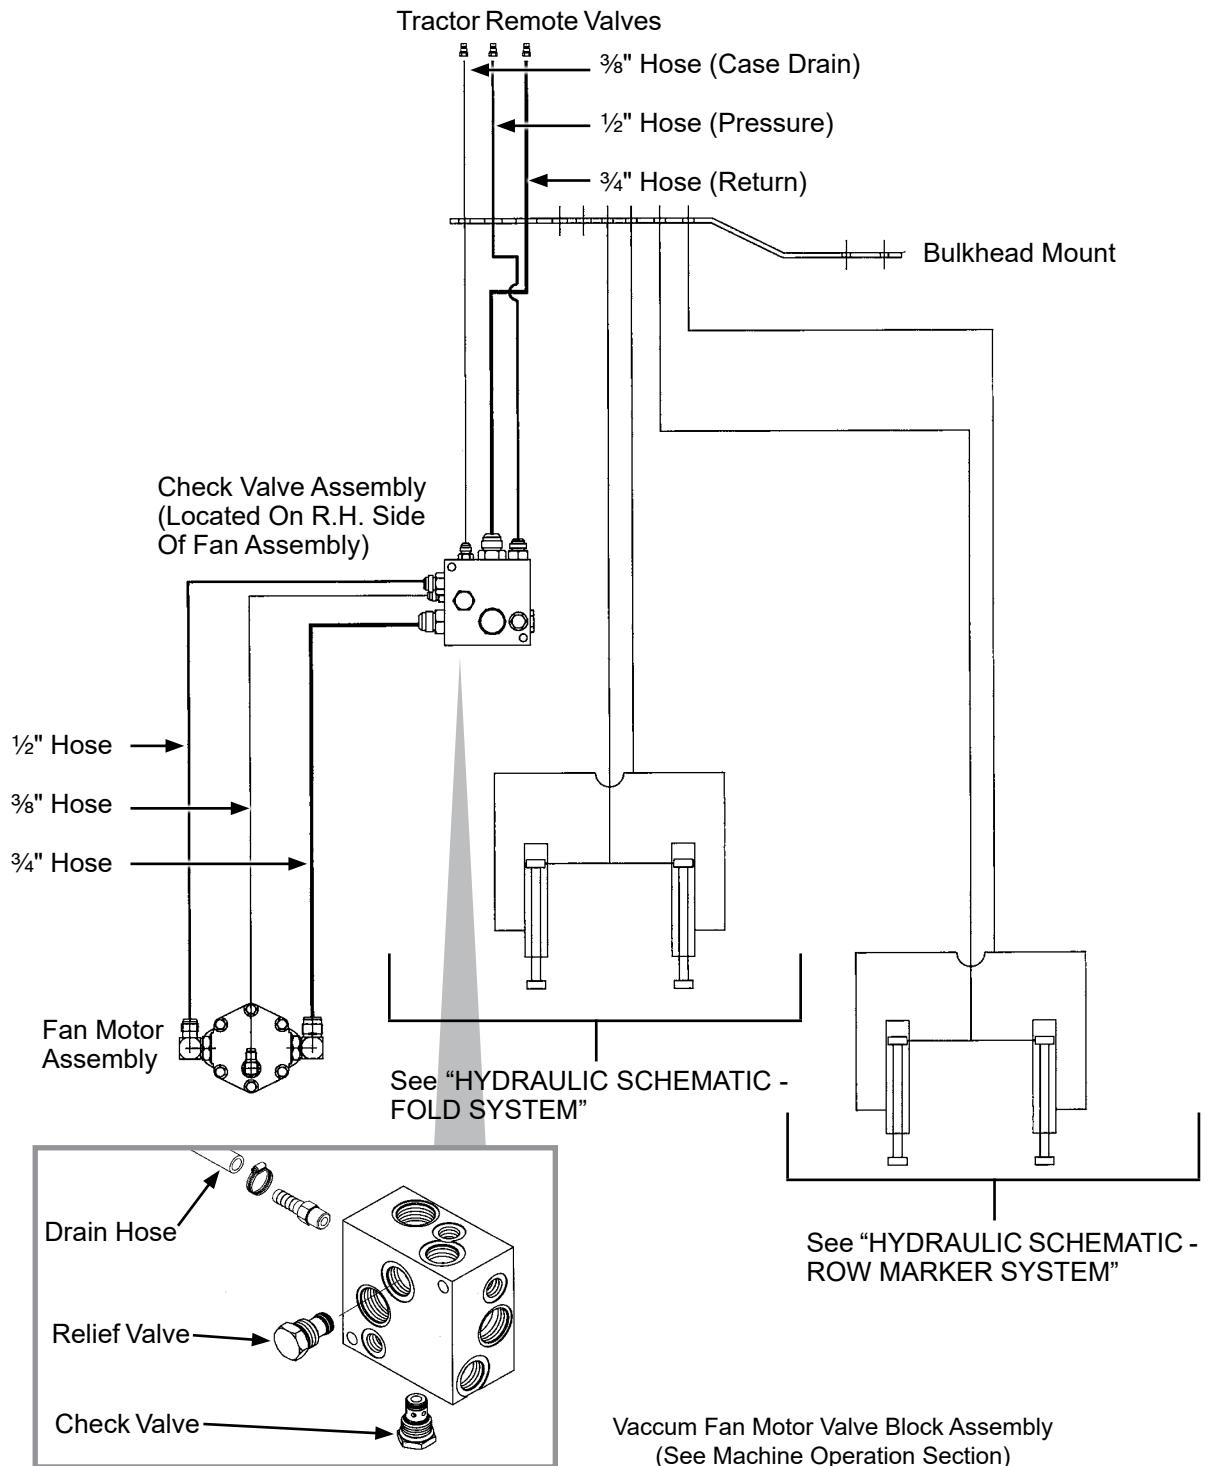 Tractor Remote Valves
⅜" Hose (Case Drain)
½" Hose (Pressure)
¾" Hose (Return)
Bulkhead Mount
Check Valve Assembly
(Located On R.H. Side
Of Fan Assembly)
½" Hose
⅜" Hose
¾" Hose
Fan Motor
Assembly
See “HYDRAULIC SCHEMATIC -
FOLD SYSTEM”
Drain Hose
Relief Valve
Check Valve
See “HYDRAULIC SCHEMATIC -
ROW MARKER SYSTEM”
Vaccum Fan Motor Valve Block Assembly
(See Machine Operation Section)